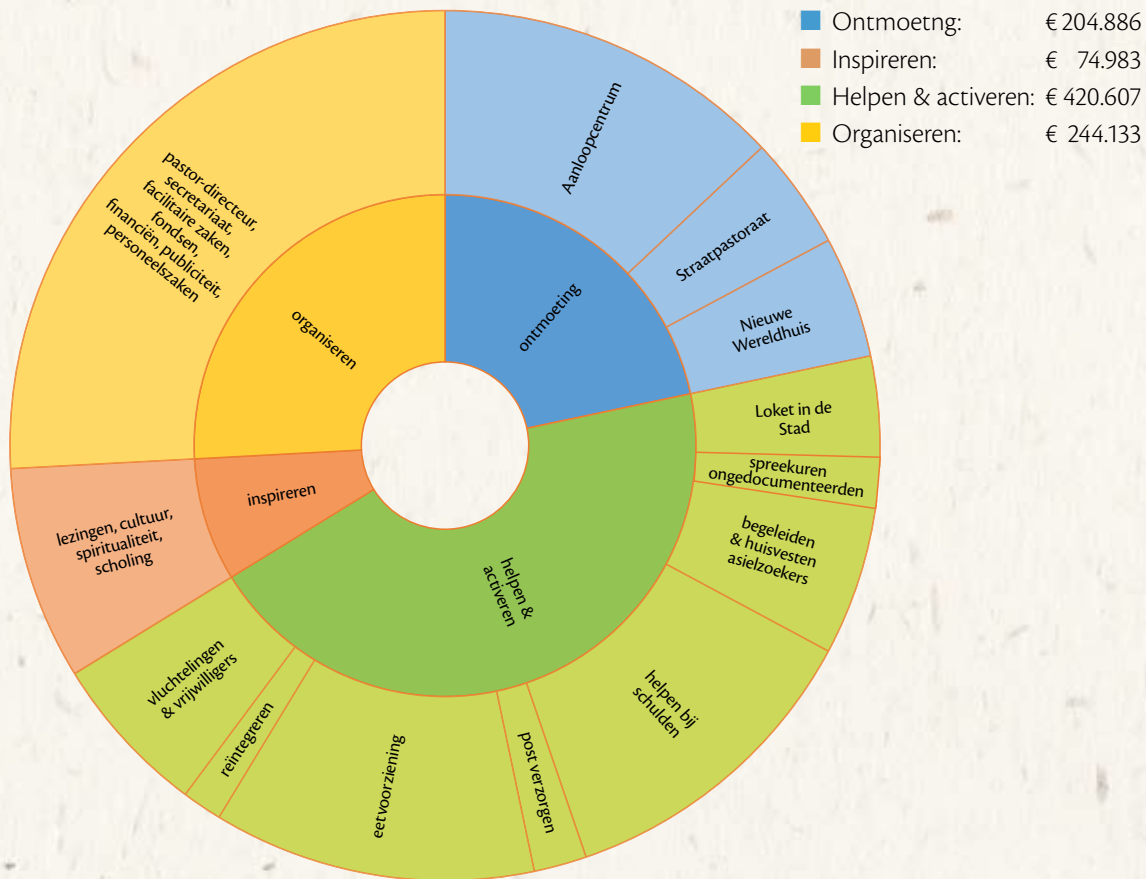 Ontmoetng: € 204.886
Inspireren: € 74.983
Helpen & activeren: € 420.607
Organiseren: € 244.133
Aanloopcentrum
Straatpastoraat
Nieuwe
Wereldhuis
ontmoeting
Loket in de
Stad
spreekuren
ongedocumenteerden
begeleiden
& huisvesten
asielzoekers
helpen bij
schulden
post verzorgen
eetvoorziening
reïntegreren
vluchtelingen
& vrijwilligers
helpen &
activeren
lezingen, cultuur,
spiritualiteit,
scholing
inspireren
pastor-directeur,
secretariaat,
facilitaire zaken,
fondsen,
financiën, publiciteit,
personeelszaken
organiseren